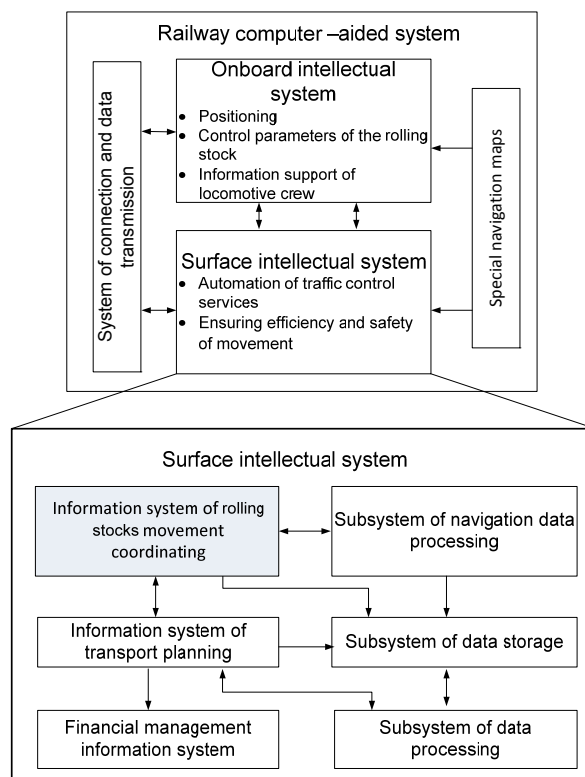 Railway computer –aided system
System of connection and data
transmission
Onboard intellectual
system
• Positioning
• Control parameters of the rolling
stock
• Information support of
locomotive crew
Special navigation maps
Surface intellectual system
• Automation of traffic control
services
• Ensuring efficiency and safety
of movement
Surface intellectual system
Information system of rolling
stocks movement
coordinating
Subsystem of navigation data
processing
Information system of
transport planning
Subsystem of data storage
Financial management
information system
Subsystem of data
processing